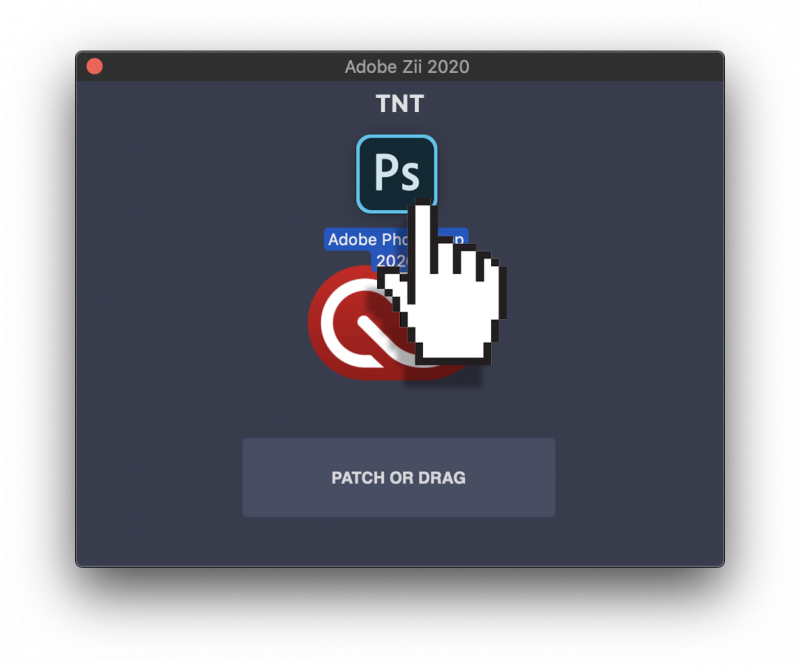 Adobe Zii 2020
TNT
Ps
Adobe
PATCH OR DRAG